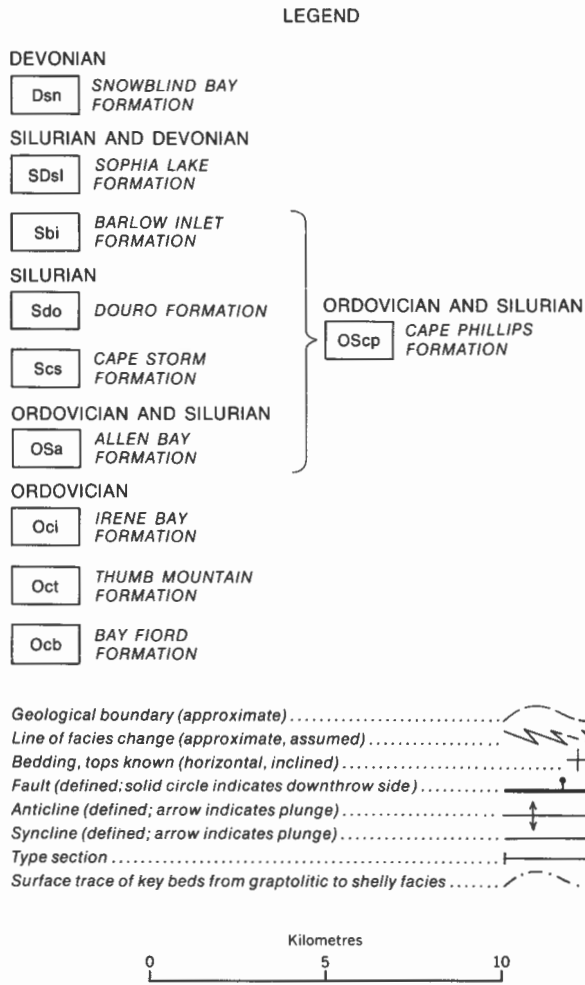 LEGEND
DEVONIAN
Dsn SNOWBLIND BAY
FORMATION
SILURIAN AND DEVONIAN
SDsl SOPHIA LAKE
FORMATION
Sbi BARLOW INLET
FORMATION
SILURIAN
Sdo DOURO FORMATION
Scs CAPE STORM
FORMATION
ORDOVICIAN AND SILURIAN
OSa ALLEN BAY
FORMATION
ORDOVICIAN AND SILURIAN
OScp CAPE PHILLIPS
FORMATION
ORDOVICIAN
Oci IRENE BAY
FORMATION
Oct THUMB MOUNTAIN
FORMATION
Ocb BAY FIORD
FORMATION
Geological boundary (approximate)
Line of facies change (approximate, assumed)
Bedding, tops known (horizontal, inclined)
Fault (defined; solid circle indicates downthrow side)
Anticline (defined; arrow indicates plunge)
Syncline (defined; arrow indicates plunge)
Type section
Surface trace of key beds from graptolitic to shelly facies
Kilometres
0 5 10